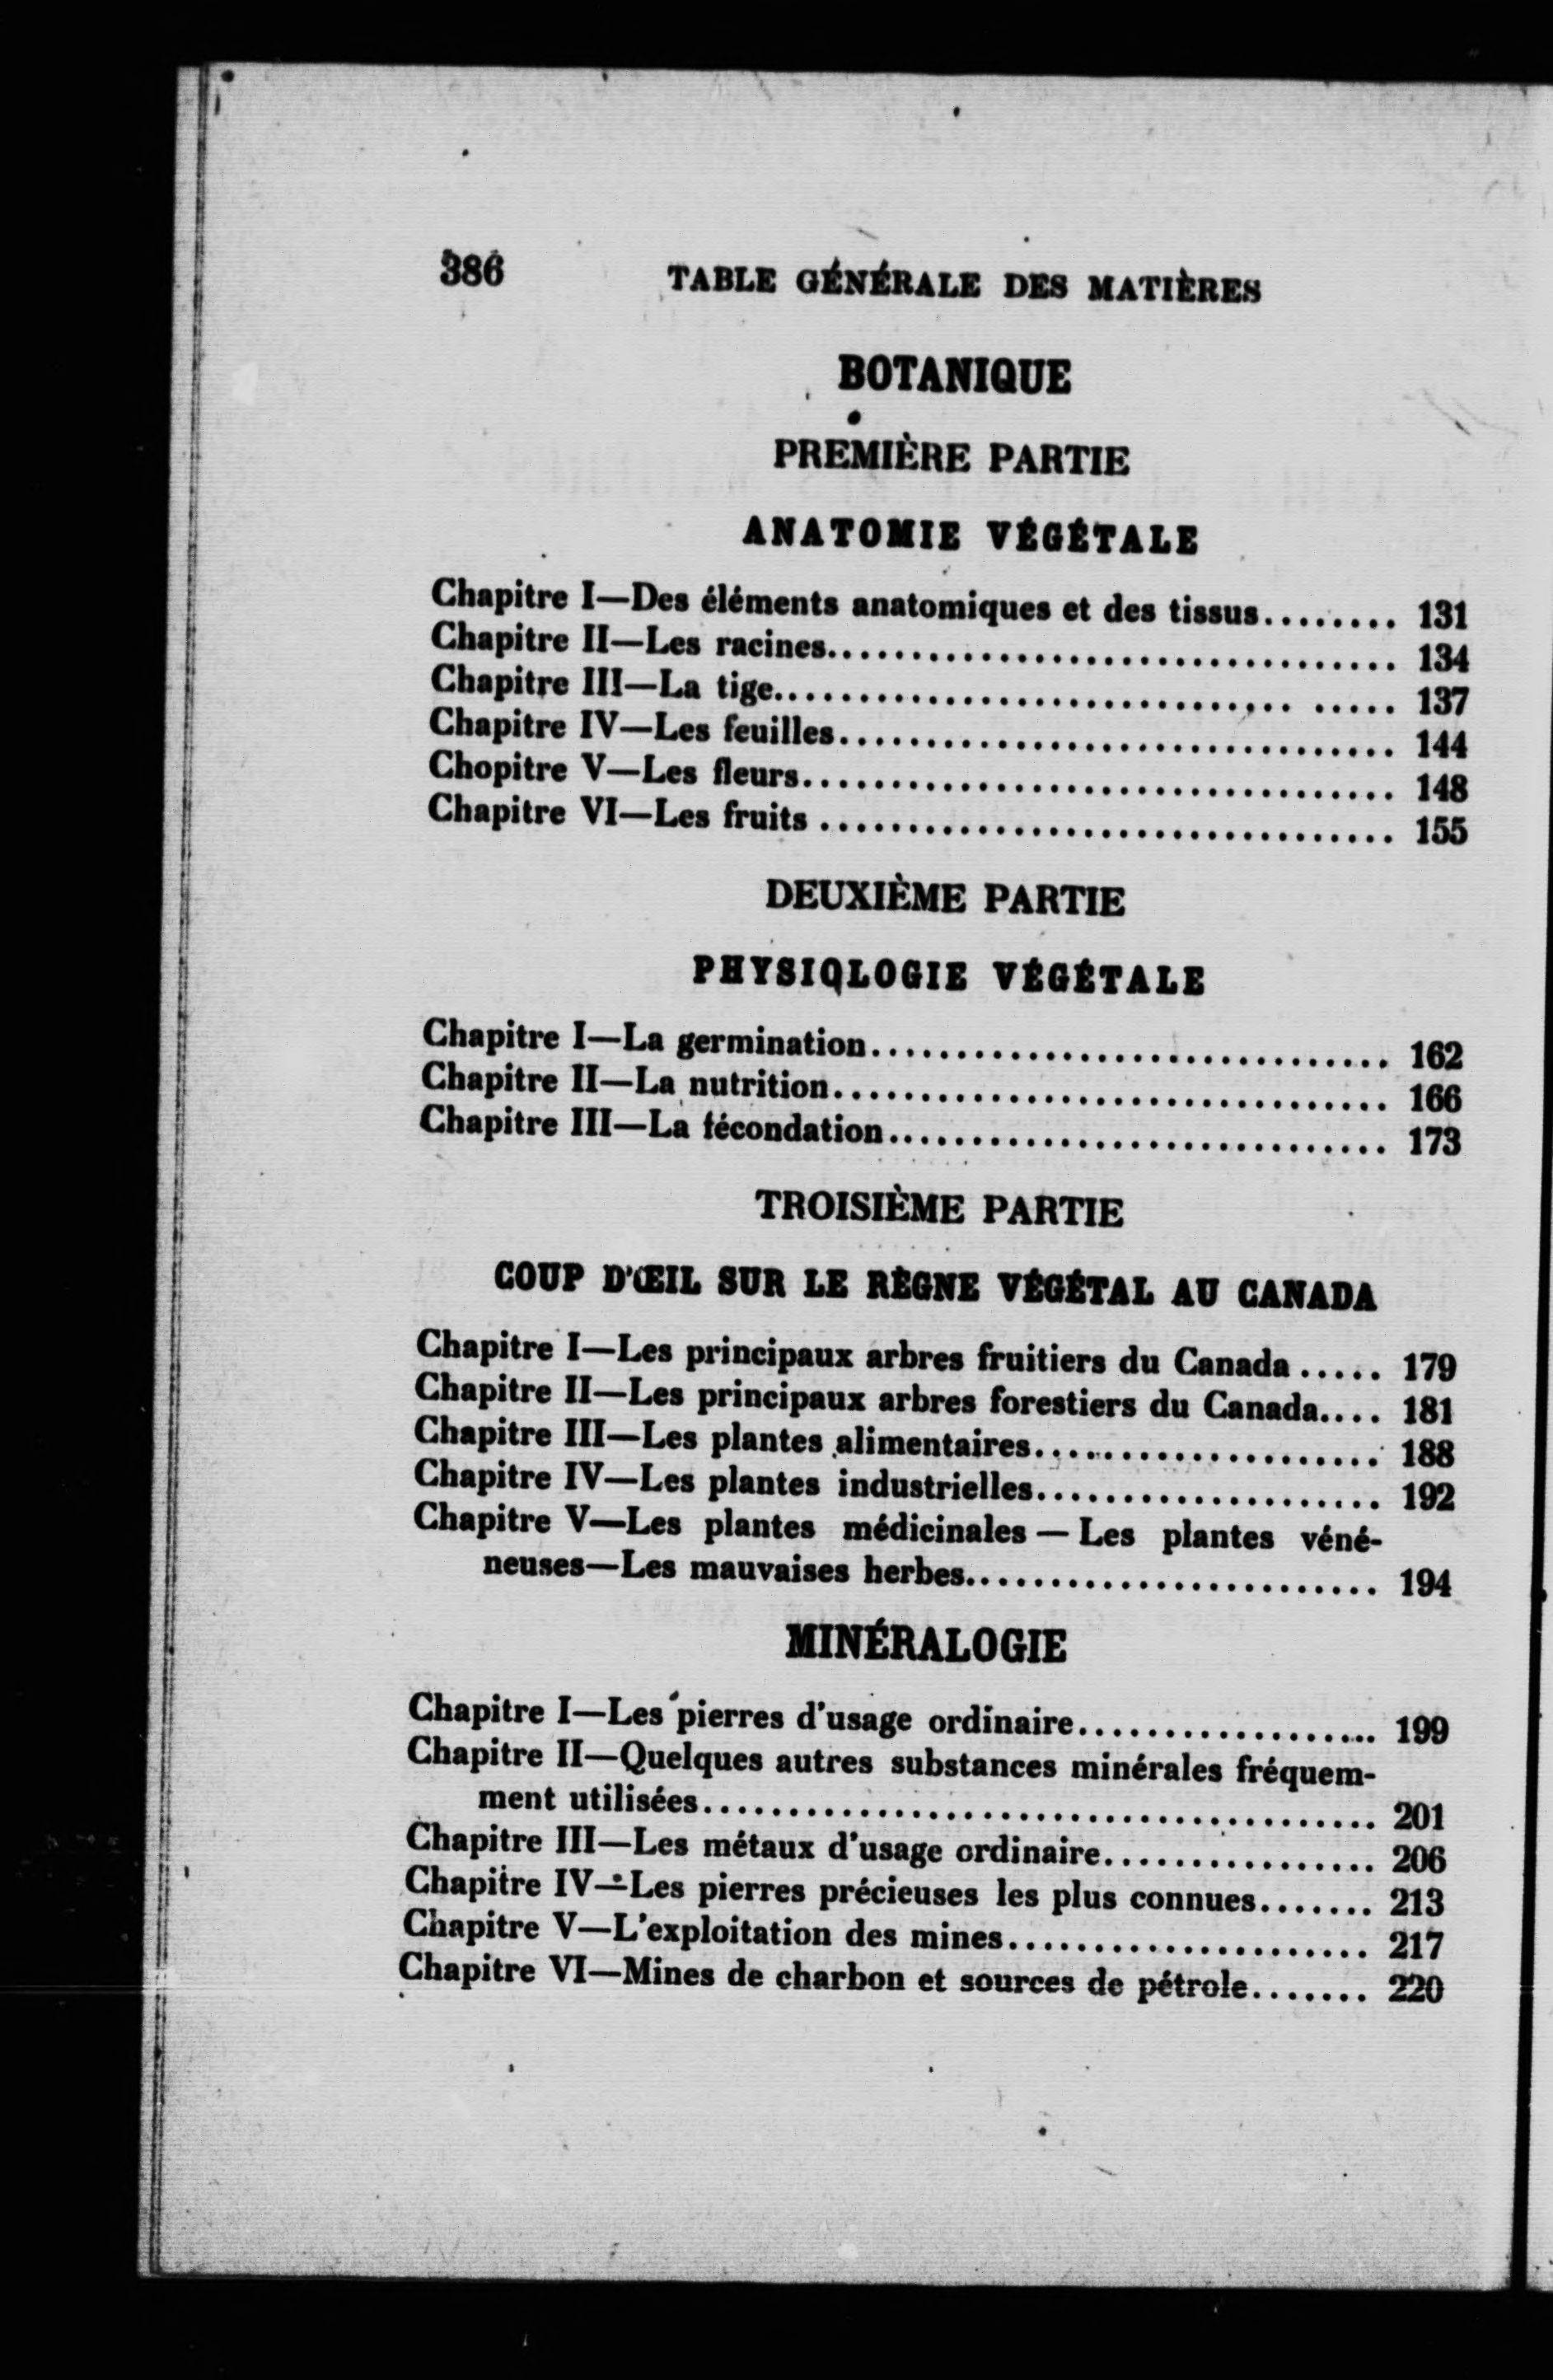 386 TABLE GÉNÉRALE DES MATIÈRES
BOTANIQUE
PREMIÈRE PARTIE
ANATOMIE VÉGÉTALE
Chapitre I—Des éléments anatomiques et des tissus........ 131
Chapitre II—Les racines.................................. 134
Chapitre III—La tige..................................... 137
Chapitre IV—Les feuilles................................. 144
Chopitre V—Les fleurs................................... 148
Chapitre VI—Les fruits .................................. 155
DEUXIÈME PARTIE
PHYSIOLOGIE VÉGÉTALE
Chapitre I—La germination............................... 162
Chapitre II—La nutrition................................. 166
Chapitre III—La fécondation.............................. 173
TROISIÈME PARTIE
COUP D'ŒIL SUR LE RÈGNE VÉGÉTAL AU CANADA
Chapitre I—Les principaux arbres fruitiers du Canada ..... 179
Chapitre II—Les principaux arbres forestiers du Canada.... 181
Chapitre III—Les plantes alimentaires..................... 188
Chapitre IV—Les plantes industrielles..................... 192
Chapitre V—Les plantes médicinales — Les plantes véné-
neuses—Les mauvaises herbes......................... 194
MINÉRALOGIE
Chapitre I—Les pierres d'usage ordinaire.................. 199
Chapitre II—Quelques autres substances minérales fréquem-
ment utilisées........................................ 201
Chapitre III—Les métaux d'usage ordinaire................ 206
Chapitre IV—Les pierres précieuses les plus connues....... 213
Chapitre V—L'exploitation des mines...................... 217
Chapitre VI—Mines de charbon et sources de pétrole....... 220